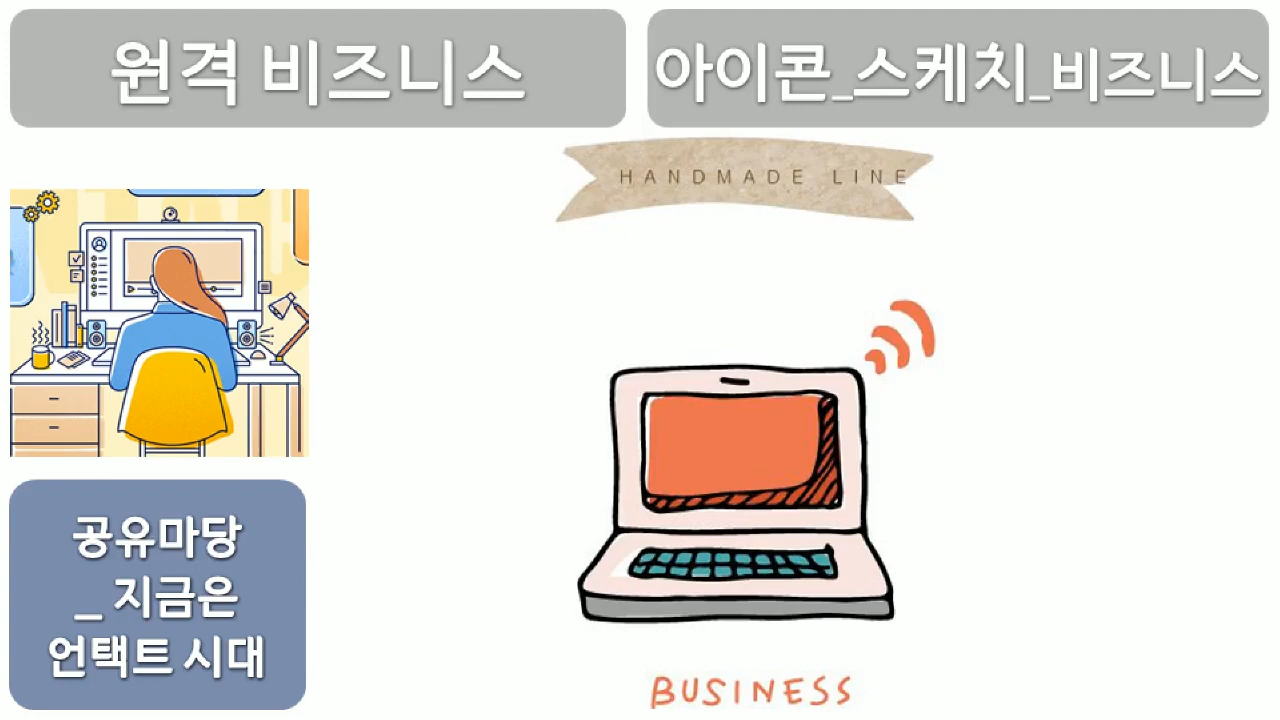 원격 비즈니스
아이콘_스케치_비즈니스
HANDMADE LINE
공유마당
_ 지금은
언택트 시대
BUSINESS